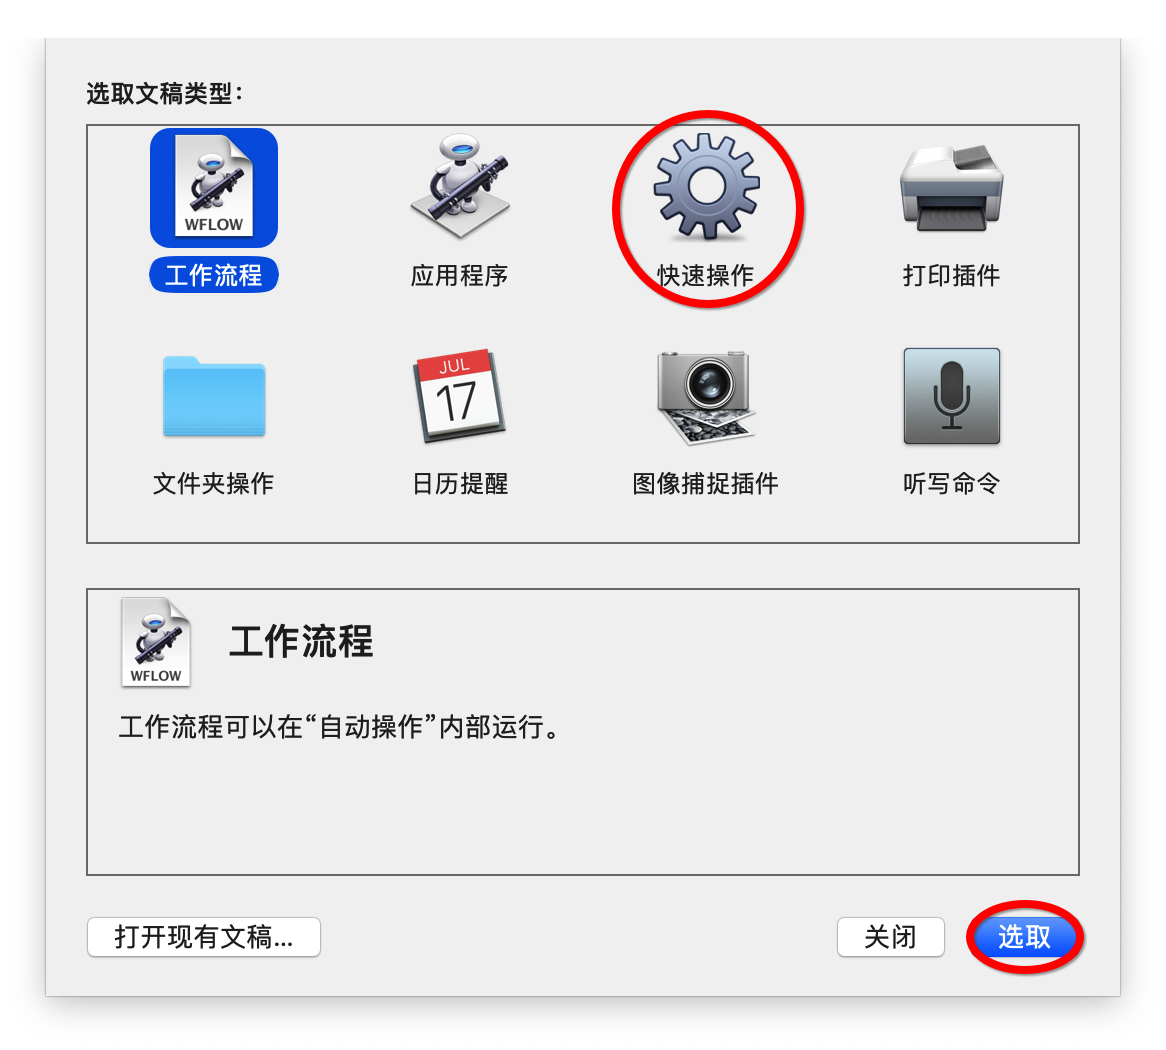 选取文稿类型：
WFLOW
工作流程
应用程序
快速操作
打印插件
JUL
17
文件夹操作
日历提醒
图像捕捉插件
听写命令
WFLOW
工作流程
工作流程可以在“自动操作”内部运行。
打开现有文稿...
关闭
选取